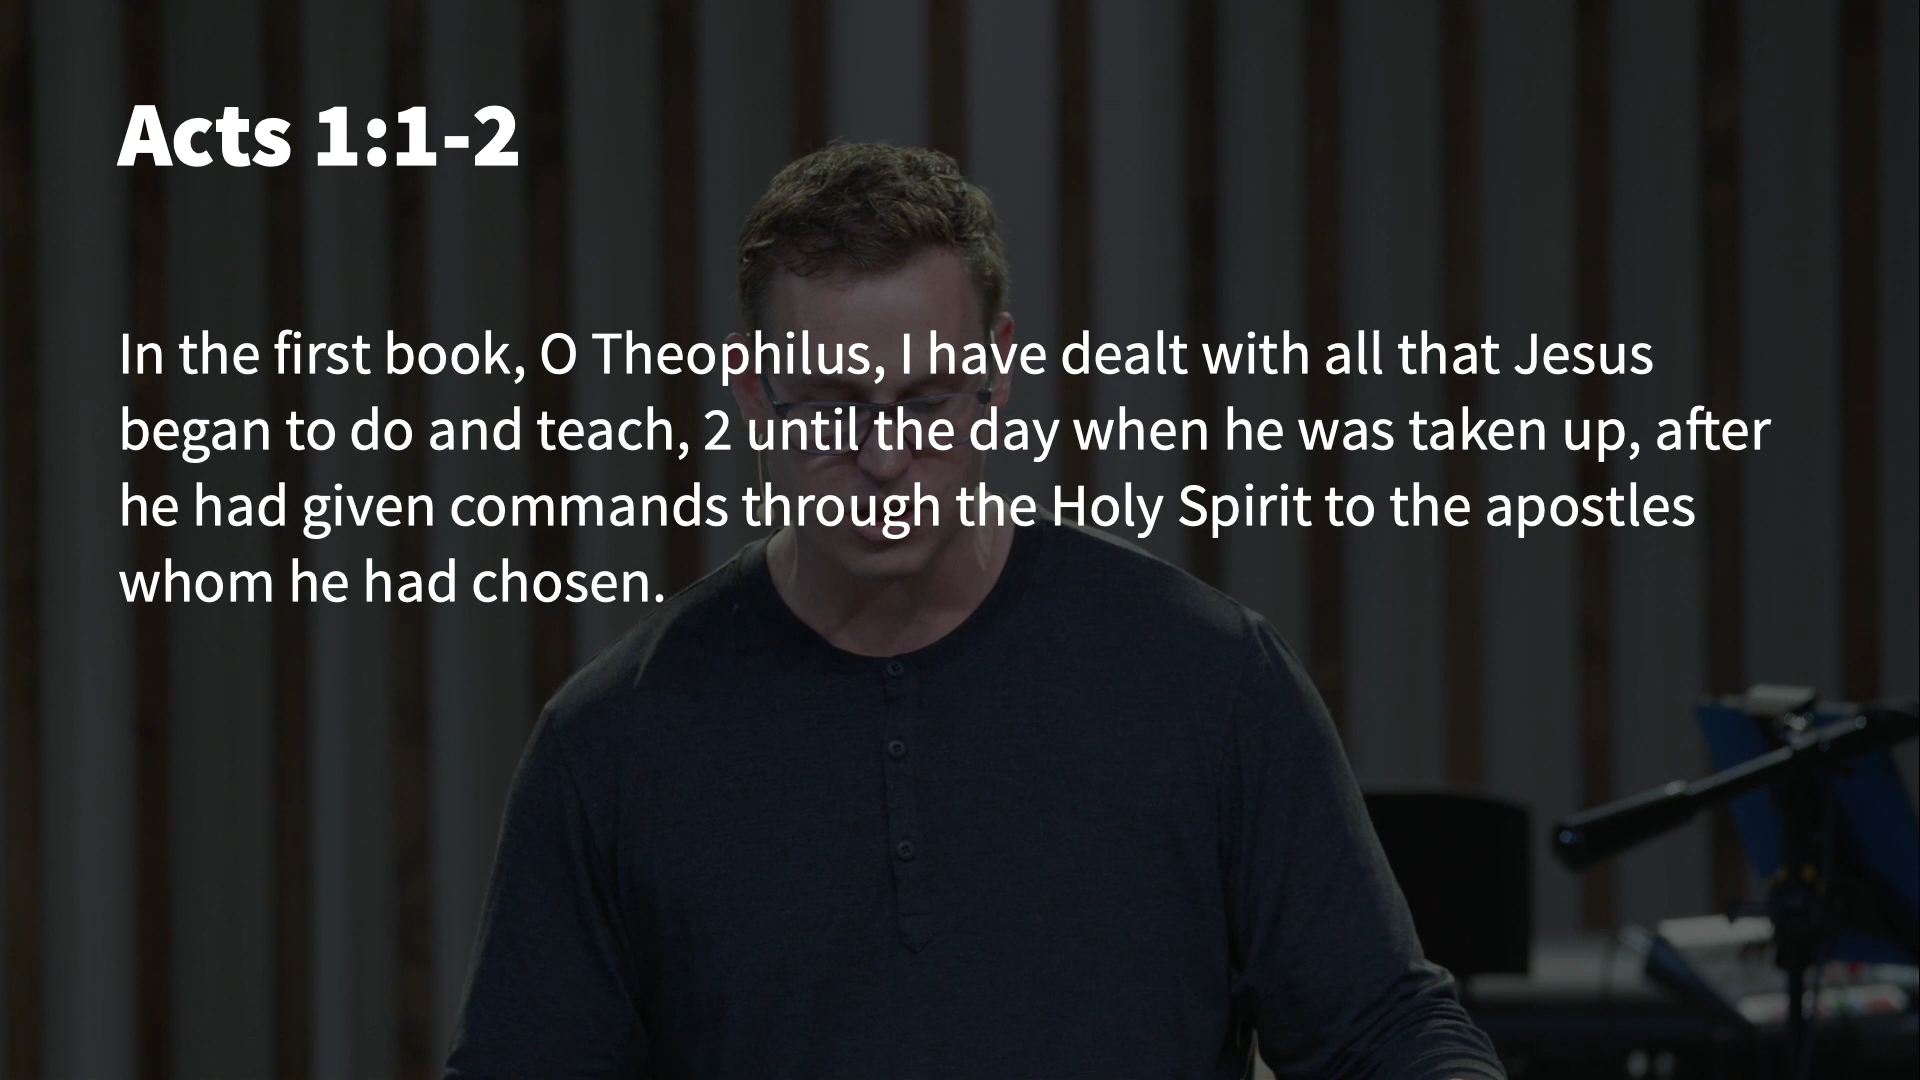 Acts 1:1-2
In the first book, O Theophilus, I have dealt with all that Jesus
began to do and teach, 2 until the day when he was taken up, after
he had given commands through the Holy Spirit to the apostles
whom he had chosen.